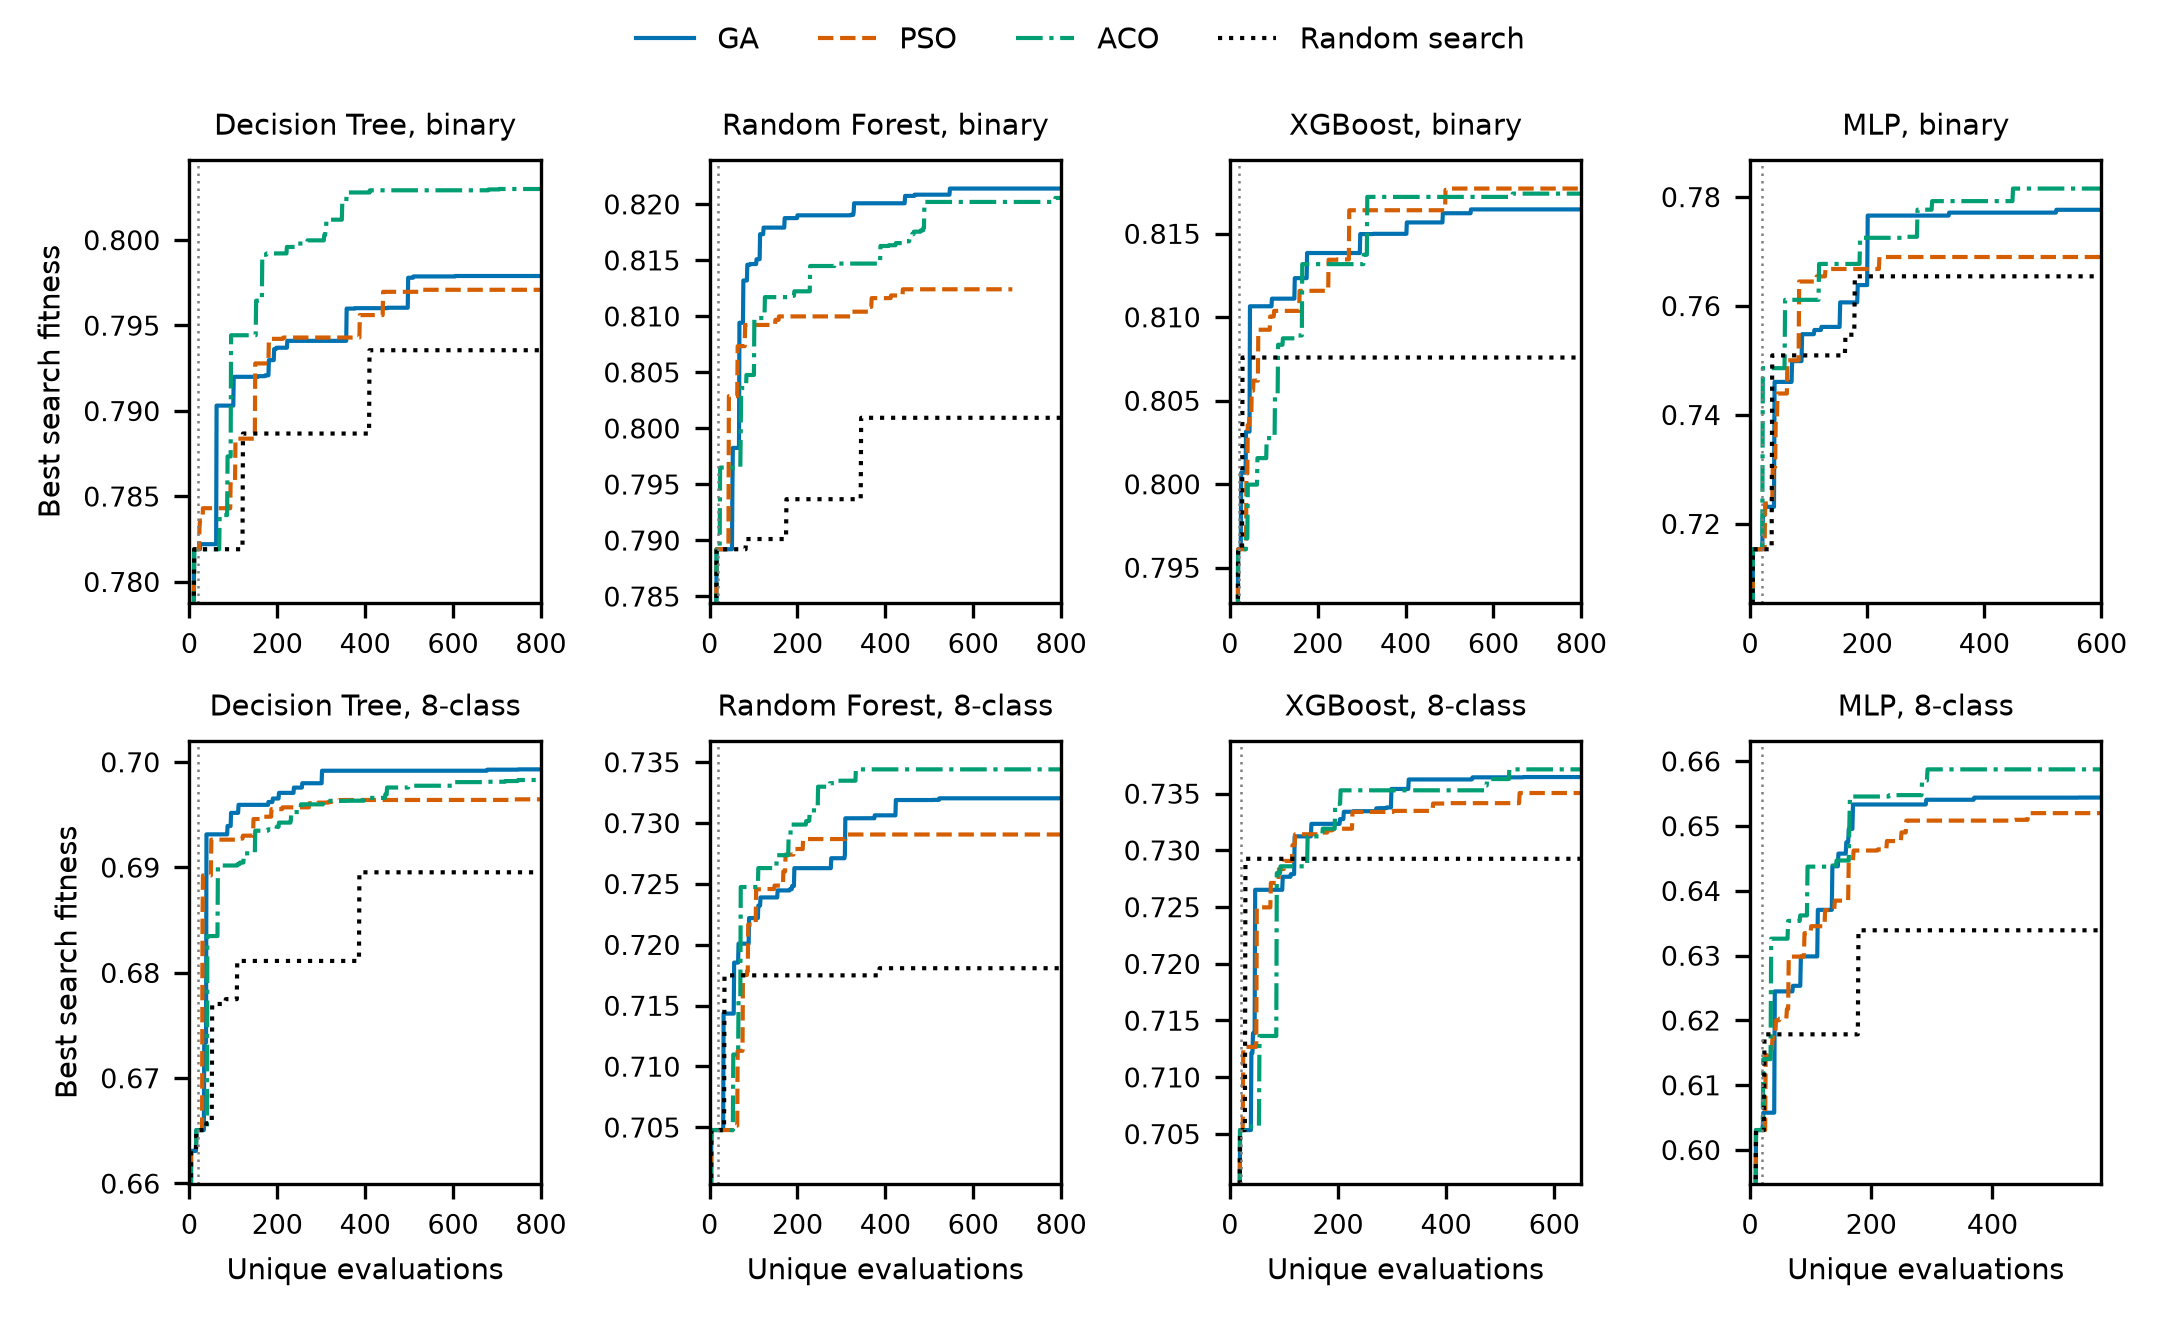 GA PSO ACO Random search
Decision Tree, binary Random Forest, binary XGBoost, binary MLP, binary
Best search fitness
0.800
0.795
0.790
0.785
0.780
0 200 400 600 800
0.820
0.815
0.810
0.805
0.800
0.795
0.790
0.785
0 200 400 600 800
0.815
0.810
0.805
0.800
0.795
0 200 400 600 800
0.78
0.76
0.74
0.72
0 200 400 600
Decision Tree, 8-class Random Forest, 8-class XGBoost, 8-class MLP, 8-class
Best search fitness
0.70
0.69
0.68
0.67
0.66
0 200 400 600 800
Unique evaluations
0.735
0.730
0.725
0.720
0.715
0.710
0.705
0 200 400 600 800
Unique evaluations
0.735
0.730
0.725
0.720
0.715
0.710
0.705
0 200 400 600
Unique evaluations
0.66
0.65
0.64
0.63
0.62
0.61
0.60
0 200 400
Unique evaluations